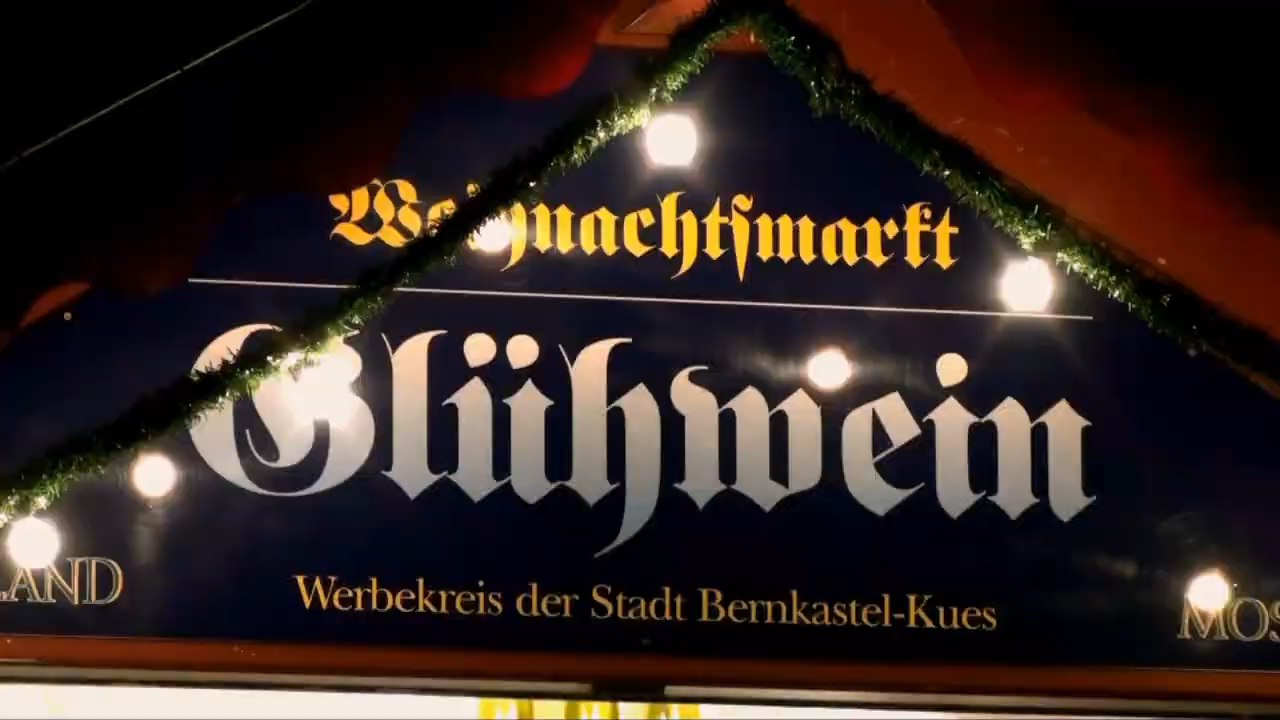 Weihnachtsmarkt
Glühwein
Werbekreis der Stadt Bernkastel-Kues